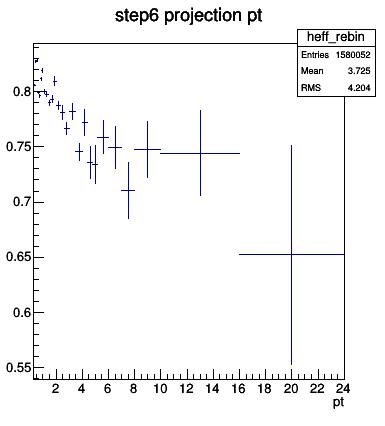 step6 projection pt
heff_rebin
Entries 1580052
Mean 3.725
RMS 4.204
0.8
0.75
0.7
0.65
0.6
0.55
2 4 6 8 10 12 14 16 18 20 22 24
pt